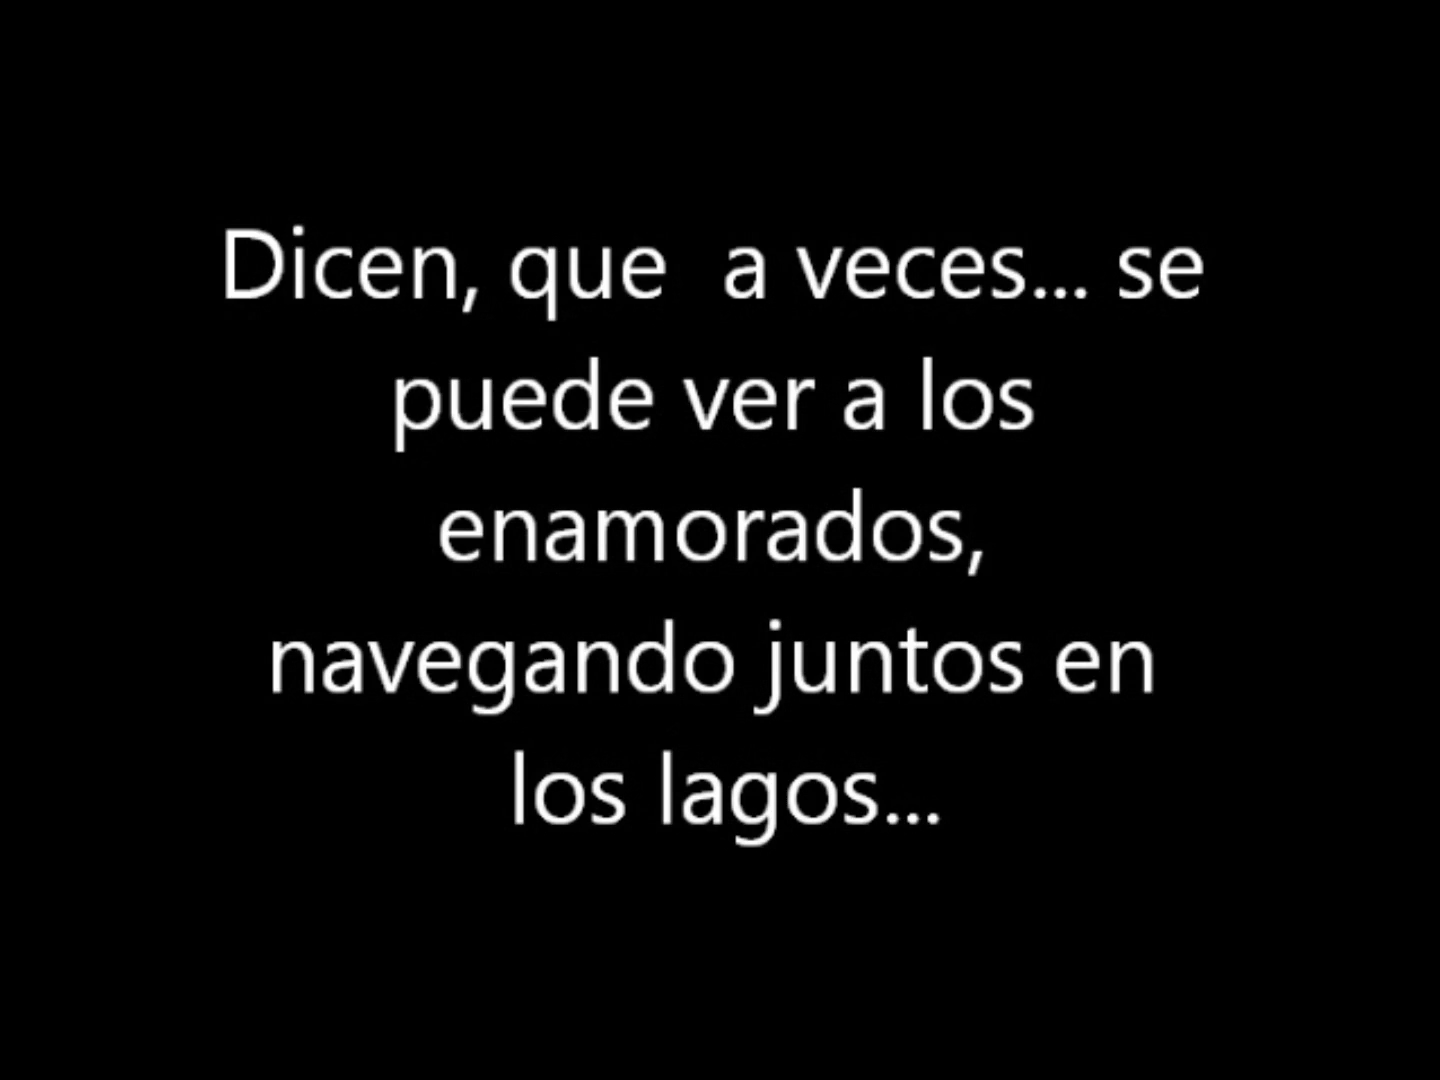 Dicen, que  a veces... se
puede ver a los
enamorados,
navegando juntos en
los lagos...